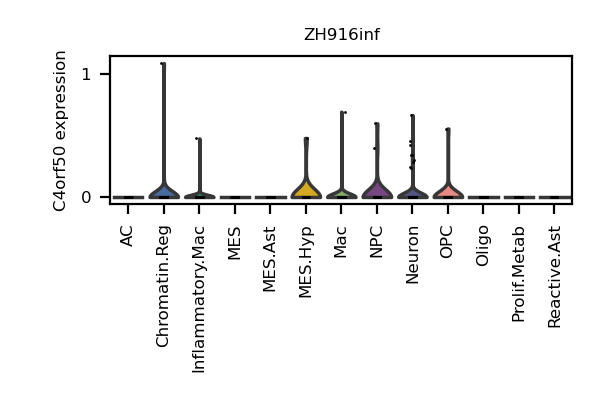 ZH916inf
C4orf50 expression
1
0
AC
Chromatin.Reg
Inflammatory.Mac
MES
MES.Ast
MES.Hyp
Mac
NPC
Neuron
OPC
Oligo
Prolif.Metab
Reactive.Ast